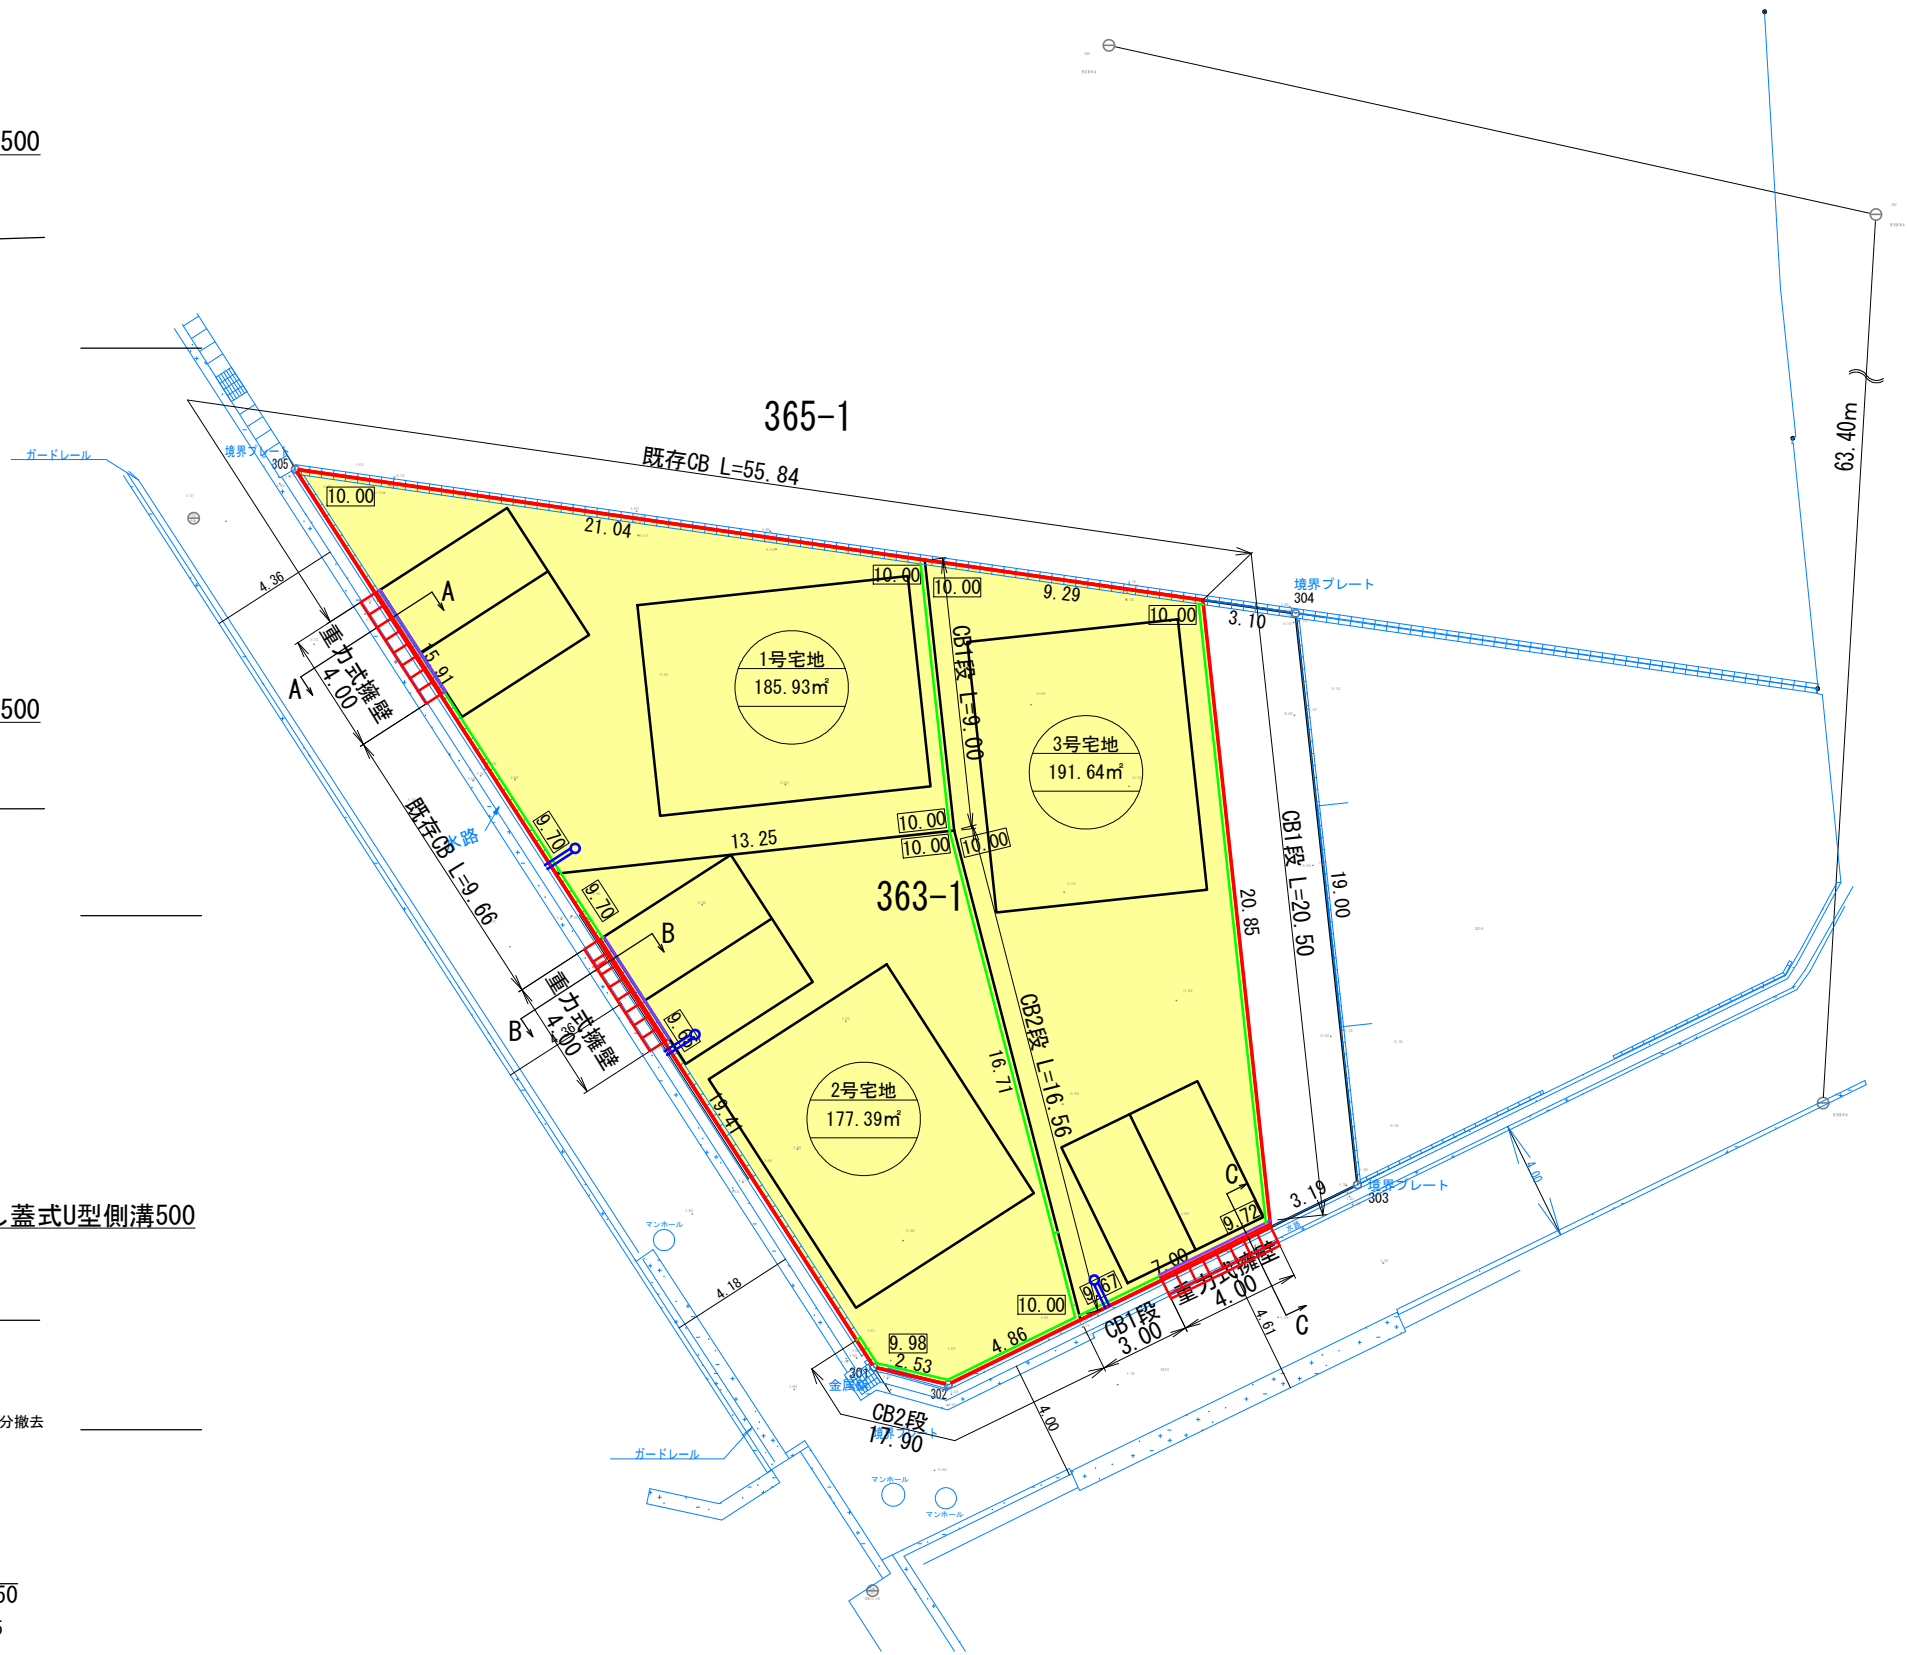 500
365-1
既存CB L=55.84
63.40m
境界プレート
305
ガードレール
10.00
21.04
4.36
A
A
重力式擁壁
4.00
15.91
10.00
10.00
9.29
10.00
3.10
境界プレート
304
CB1段 L=9.00
1号宅地
185.93㎡
3号宅地
191.64㎡
500
既存CB L=9.66
水路
9.70
13.25
10.00
10.00
10.00
9.70
363-1
20.85
CB1段 L=20.50
19.00
B
B
重力式擁壁
4.00
CB2段 L=16.56
16.71
2号宅地
177.39㎡
19.41
C
9.72
3.19
境界プレート
303
4.00
水路
蓋式U型側溝500
マンホール
4.18
10.00
7.00
重力式擁壁
4.00
CB1段
3.00
4.61
C
9.98
2.53
4.86
301
302
CB2段
17.90
境界プレート
4.00
分撤去
ガードレール
マンホール
マンホール
50